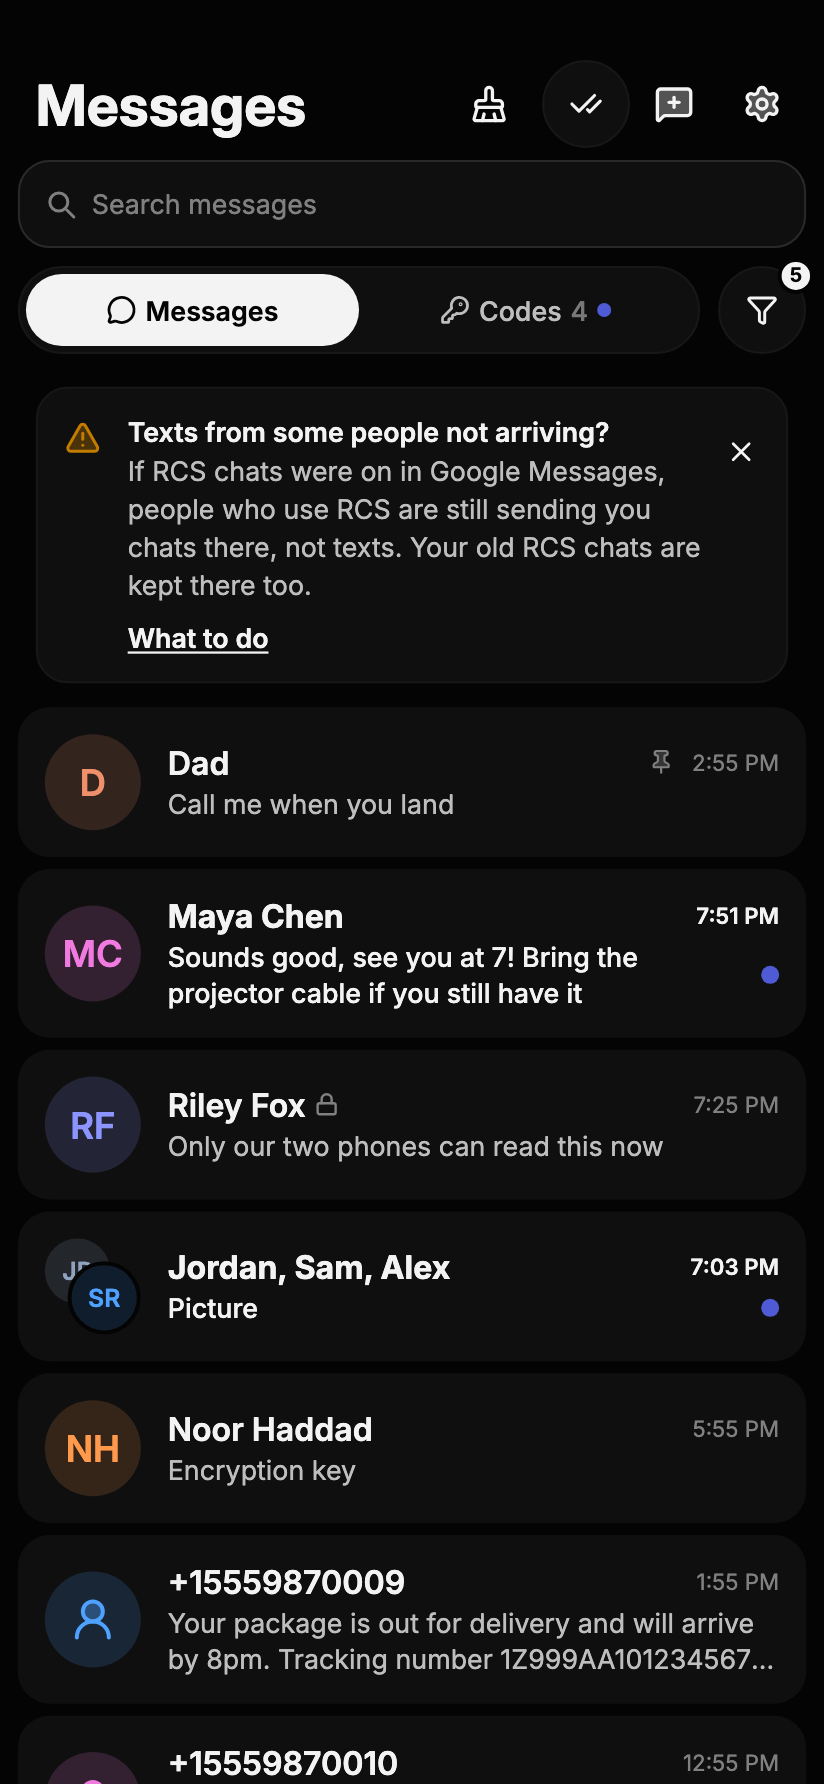 Messages
Search messages
Messages
Codes 4
5
Texts from some people not arriving?
If RCS chats were on in Google Messages,
people who use RCS are still sending you
chats there, not texts. Your old RCS chats are
kept there too.
What to do
D
Dad
2:55 PM
Call me when you land
MC
Maya Chen
7:51 PM
Sounds good, see you at 7! Bring the
projector cable if you still have it
RF
Riley Fox
7:25 PM
Only our two phones can read this now
SR
Jordan, Sam, Alex
7:03 PM
Picture
NH
Noor Haddad
5:55 PM
Encryption key
+15559870009
1:55 PM
Your package is out for delivery and will arrive
by 8pm. Tracking number 1Z999AA101234567...
+15559870010
12:55 PM